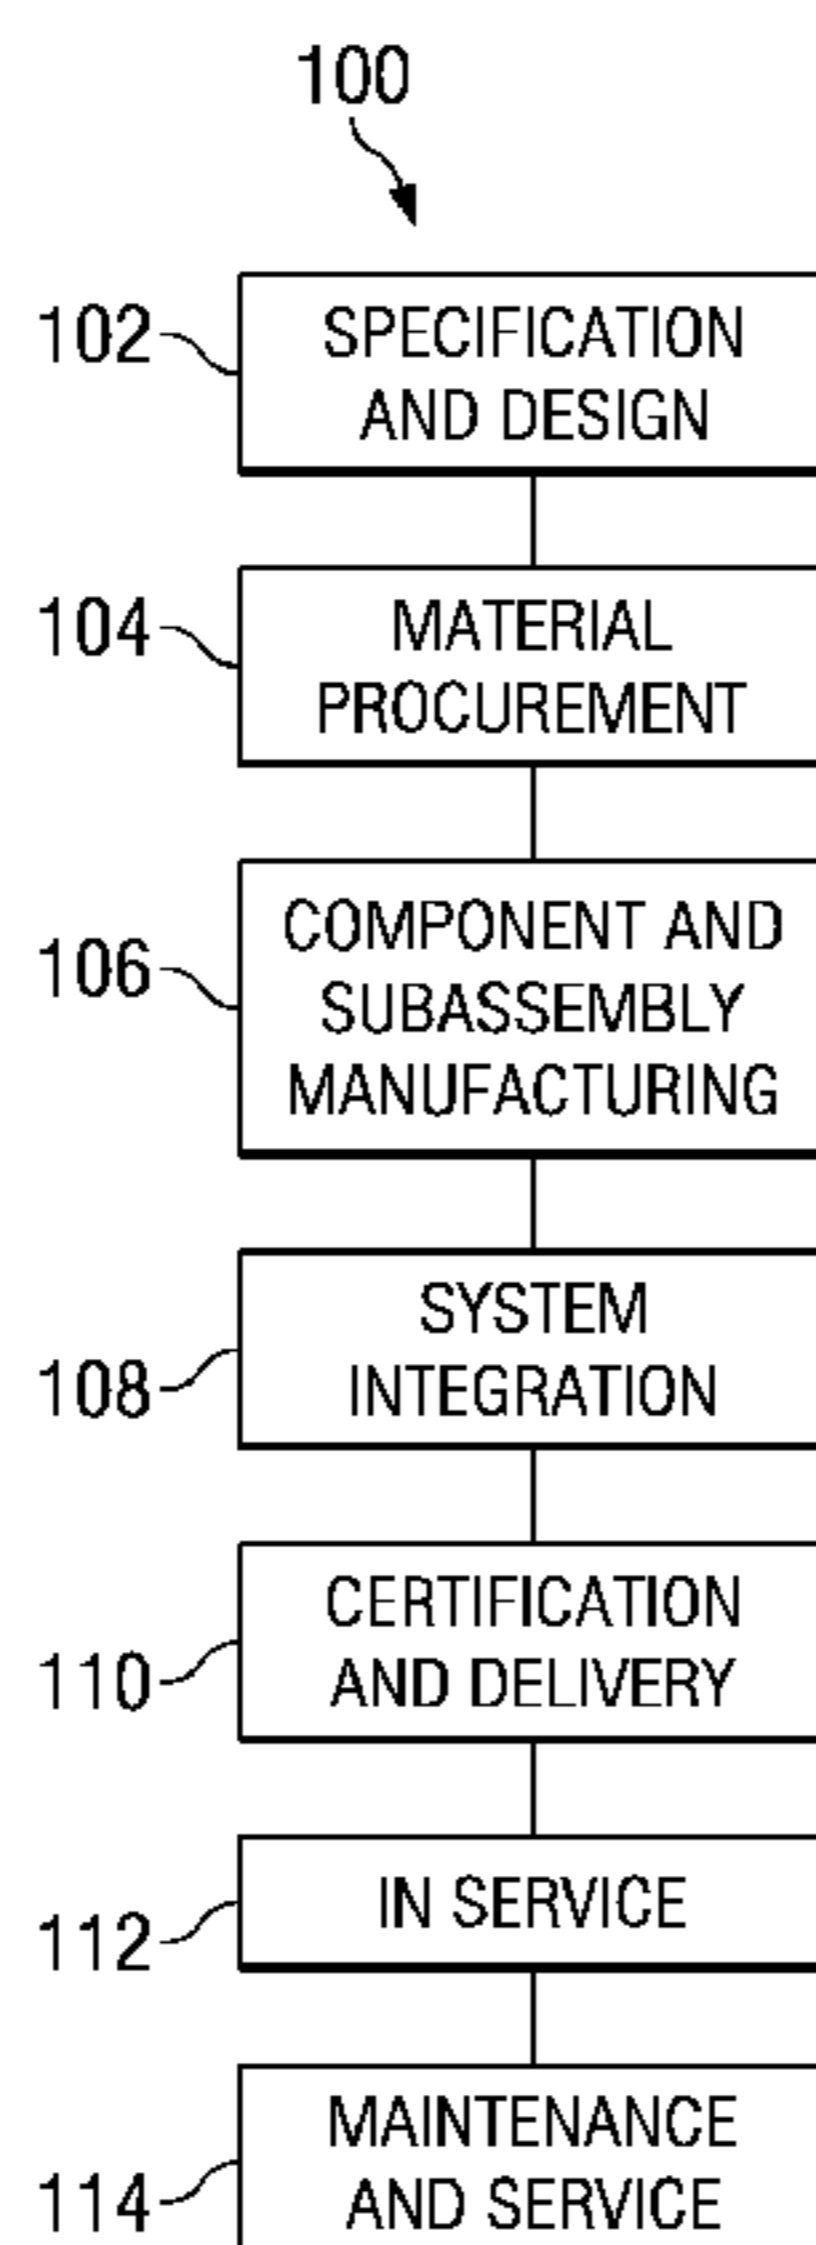 100
102
SPECIFICATION
AND DESIGN
104
MATERIAL
PROCUREMENT
106
COMPONENT AND
SUBASSEMBLY
MANUFACTURING
108
SYSTEM
INTEGRATION
110
CERTIFICATION
AND DELIVERY
112
IN SERVICE
114
MAINTENANCE
AND SERVICE